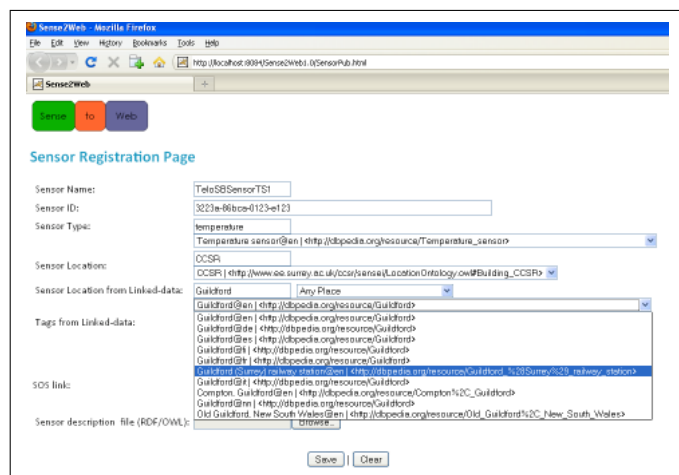 Sense2Web - Mozilla Firefox
File Edit View History Bookmarks Tools Help
http://localhost:8084/Sense2Web1.0/SensorPub.html
Sense2Web
Sense to Web
Sensor Registration Page
Sensor Name: TeloSBSensorTS1
Sensor ID: 3223a-86bca-0123-e123
Sensor Type: temperature
Temperature sensor@en | <http://dbpedia.org/resource/Temperature_sensor>
CCSR
Sensor Location:
CCSR | <http://www.ee.surrey.ac.uk/ccsr/sensei/LocationOntology.owl#Building_CCSR>
Sensor Location from Linked-data: Guildford Any Place
Guildford@en | <http://dbpedia.org/resource/Guildford>
Tags from Linked-data:
Guildford@en | <http://dbpedia.org/resource/Guildford>
Guildford@de | <http://dbpedia.org/resource/Guildford>
Guildford@es | <http://dbpedia.org/resource/Guildford>
Guildford@fi | <http://dbpedia.org/resource/Guildford>
Guildford@fr | <http://dbpedia.org/resource/Guildford>
Guildford (Surrey) railway station@en | <http://dbpedia.org/resource/Guildford_%28Surrey%29_railway_station>
Guildford@it | <http://dbpedia.org/resource/Guildford>
SOS link:
Compton, Guildford@en | <http://dbpedia.org/resource/Compton%2C_Guildford>
Guildford@nn | <http://dbpedia.org/resource/Guildford>
Old Guildford, New South Wales@en | <http://dbpedia.org/resource/Old_Guildford%2C_New_South_Wales>
Sensor description file (RDF/OWL): Browse...
Save | Clear